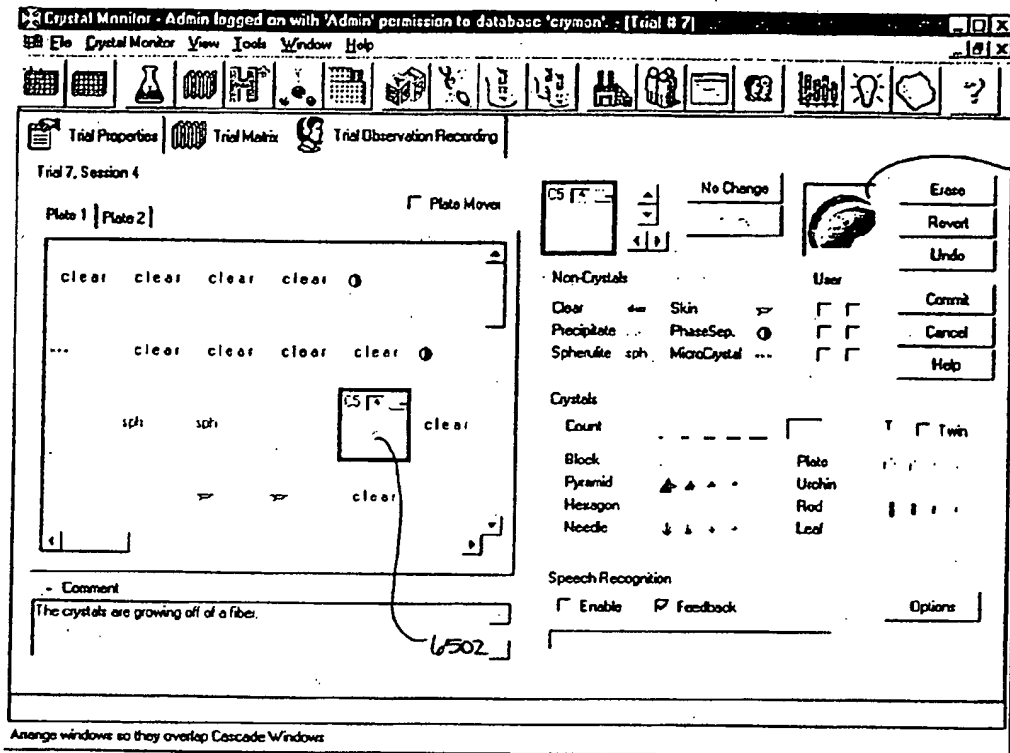 Crystal Monitor - Admin logged on with 'Admin' permission to database 'crymon'. - [Trial # 7]
File Crystal Monitor View Tools Window Help
Trial Properties Trial Matrix Trial Observation Recording
Trial 7, Session 4
Plate 1 Plate 2
Plate Mover
C5 4
No Change
Erase
Revert
Undo
Commit
Cancel
Help
clear clear clear clear
... clear clear clear clear
sph sph C5 4 clear
clear
Non-Crystals User
Clear Skin
Precipitate PhaseSep.
Spherulite sph MicroCrystal ...
Crystals
Count T Twin
Block Plate
Pyramid Urchin
Hexagon Rod
Needle Leaf
Comment
The crystals are growing off of a fiber.
6502
Speech Recognition
Enable Feedback Options
Arrange windows so they overlap Cascade Windows